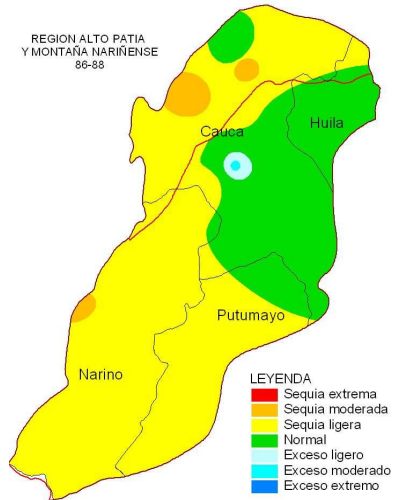 REGION ALTO PATIA
Y MONTAÑA NARIÑENSE
86-88
Cauca
Huila
Putumayo
Narino
LEYENDA
Sequia extrema
Sequia moderada
Sequia ligera
Normal
Exceso ligero
Exceso moderado
Exceso extremo